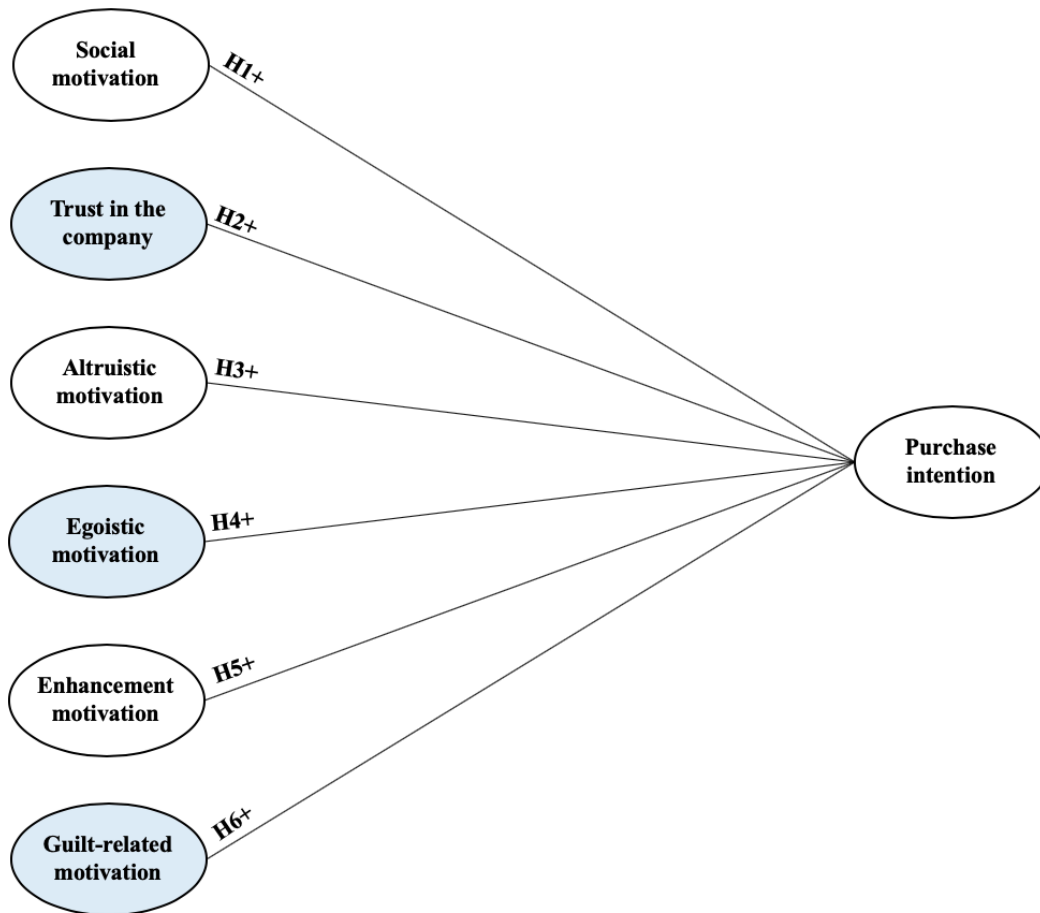 Social
motivation
H1+
Trust in the
company
H2+
Altruistic
motivation
H3+
Egoistic
motivation
H4+
Enhancement
motivation
H5+
Guilt-related
motivation
H6+
Purchase
intention